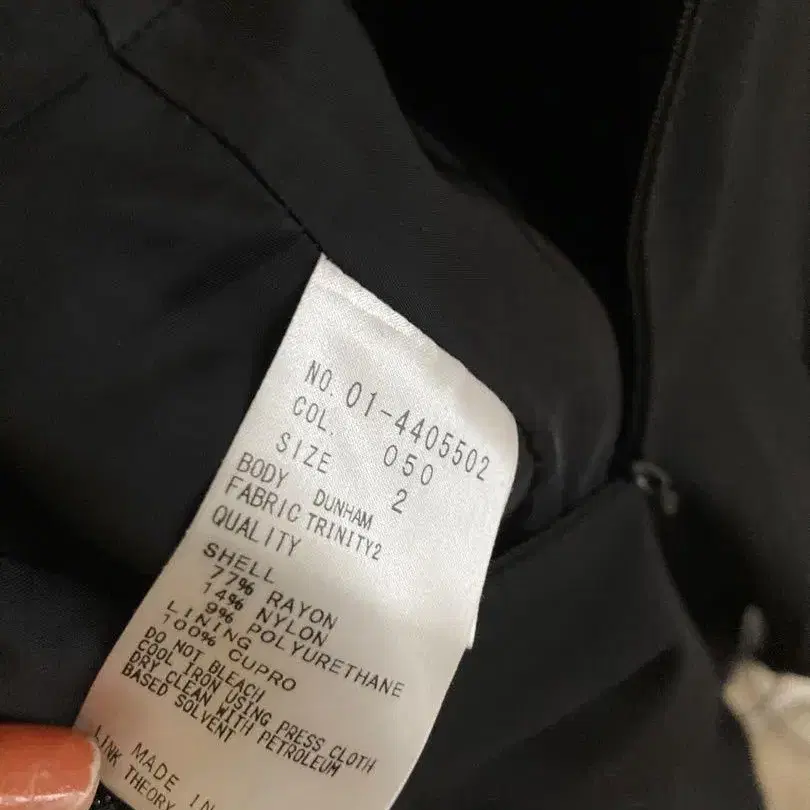 NO. 01-4405502
COL. 050
SIZE 2
BODY DUNHAM
FABRIC TRINITY2
QUALITY
SHELL
77% RAYON
14% NYLON
9% POLYURETHANE
LINING
100% CUPRO
DO NOT BLEACH
COOL IRON USING PRESS CLOTH
DRY CLEAN WITH PETROLEUM
BASED SOLVENT
MADE IN
LINK THEORY